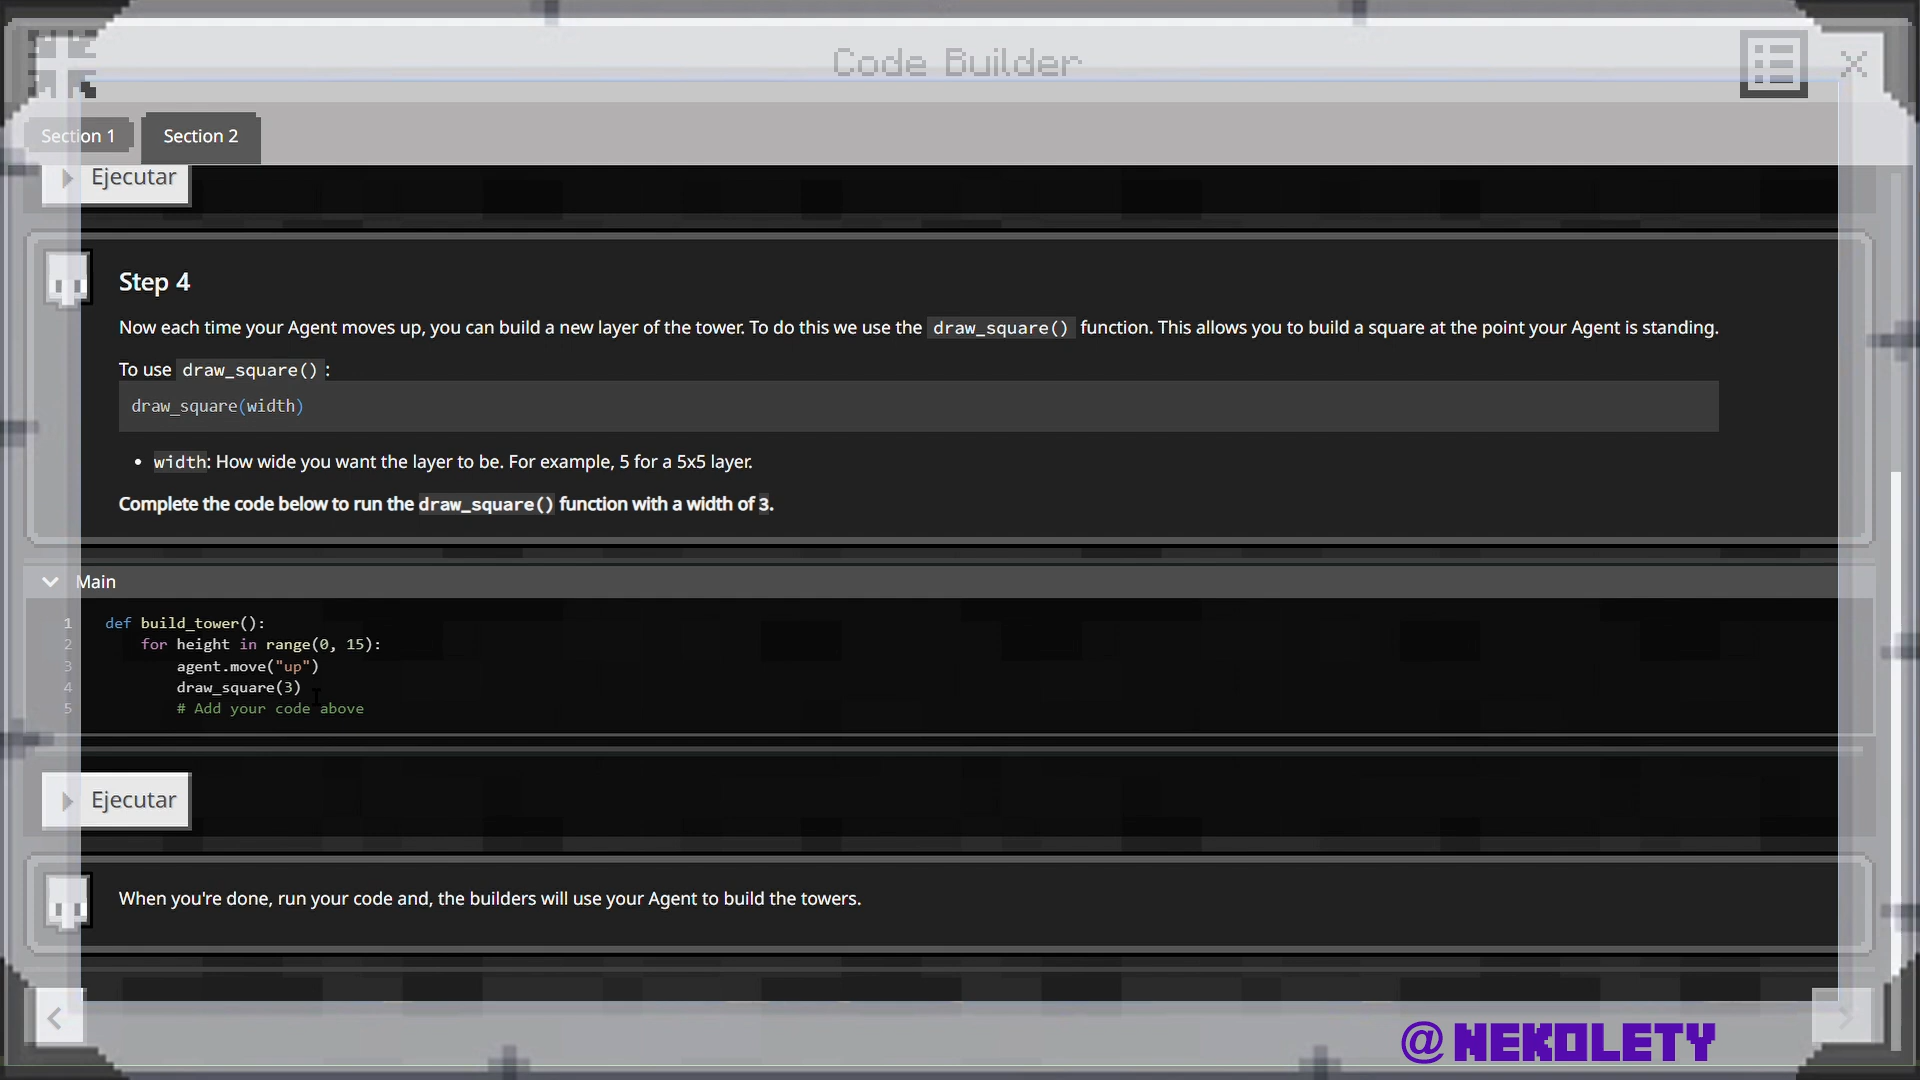 Code Builder
Section 1
Section 2
Ejecutar
Step 4
Now each time your Agent moves up, you can build a new layer of the tower. To do this we use the draw_square() function. This allows you to build a square at the point your Agent is standing.
To use draw_square() :
draw_square(width)
• width: How wide you want the layer to be. For example, 5 for a 5x5 layer.
Complete the code below to run the draw_square() function with a width of 3.
Main
1 def build_tower():
2 for height in range(0, 15):
3 agent.move("up")
4 draw_square(3)
5 # Add your code above
Ejecutar
When you're done, run your code and, the builders will use your Agent to build the towers.
@NEKOLETY